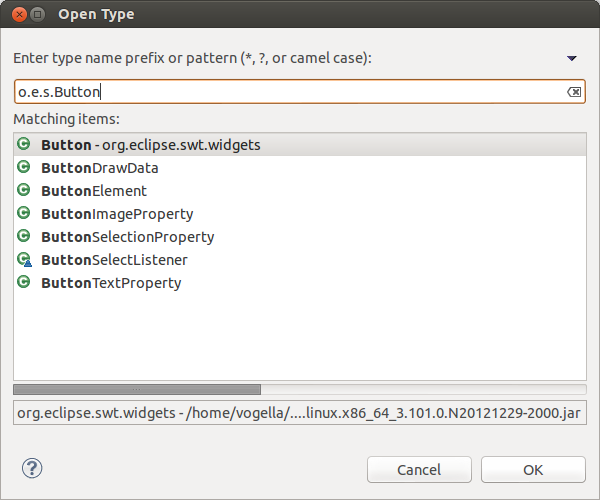 Open Type
Enter type name prefix or pattern (*, ?, or camel case):
o.e.s.Button
Matching items:
Button - org.eclipse.swt.widgets
ButtonDrawData
ButtonElement
ButtonImageProperty
ButtonSelectionProperty
ButtonSelectListener
ButtonTextProperty
org.eclipse.swt.widgets - /home/vogella/....linux.x86_64_3.101.0.N20121229-2000.jar
Cancel
OK